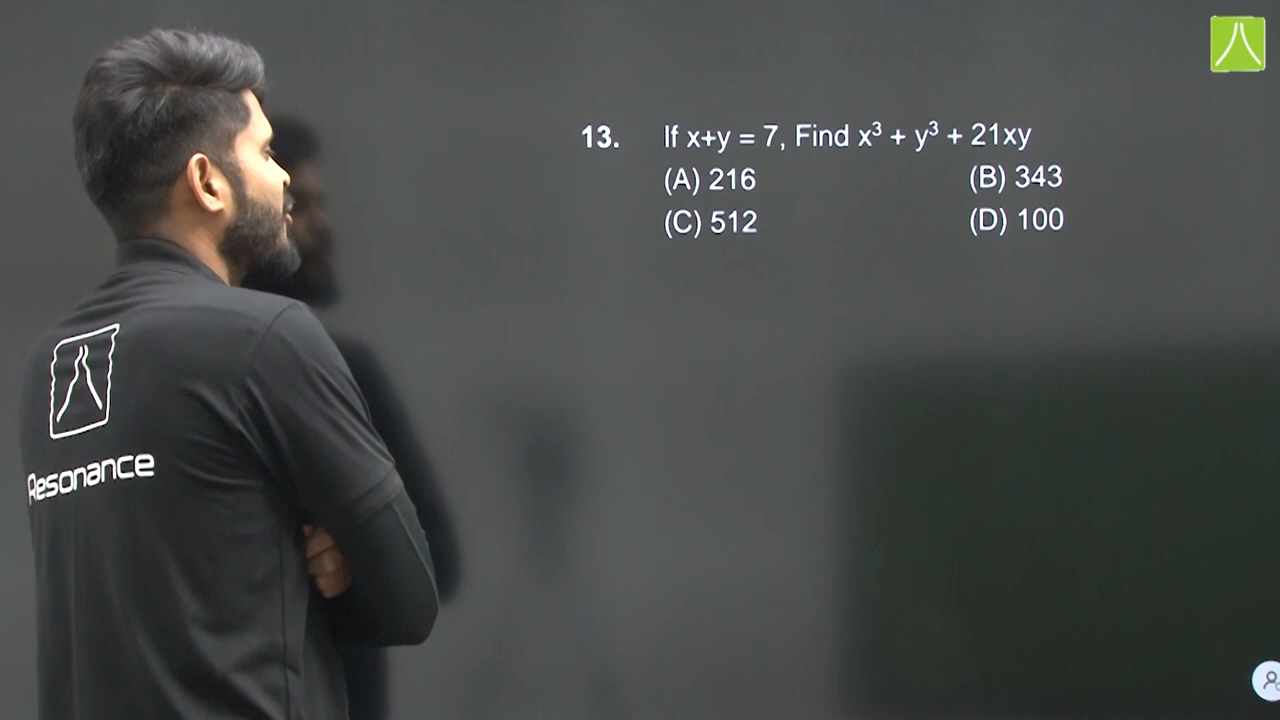 13. If x+y = 7, Find x³ + y³ + 21xy
(A) 216 (B) 343
(C) 512 (D) 100
Resonance